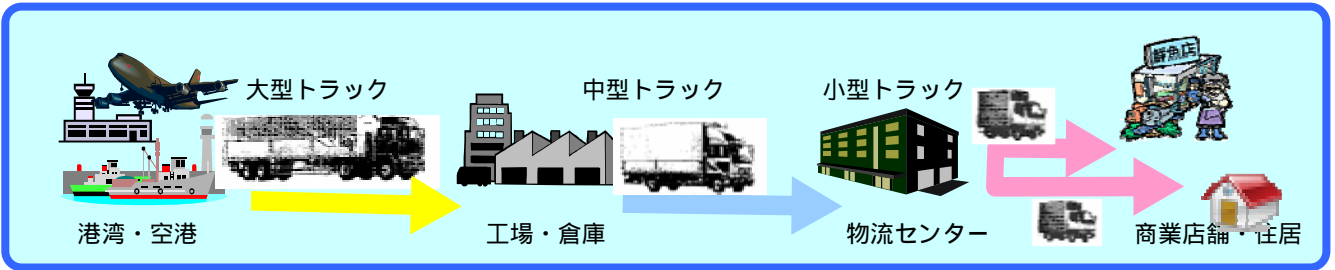 大型トラック
中型トラック
小型トラック
鮮魚店
港湾・空港
工場・倉庫
物流センター
商業店舗・住居